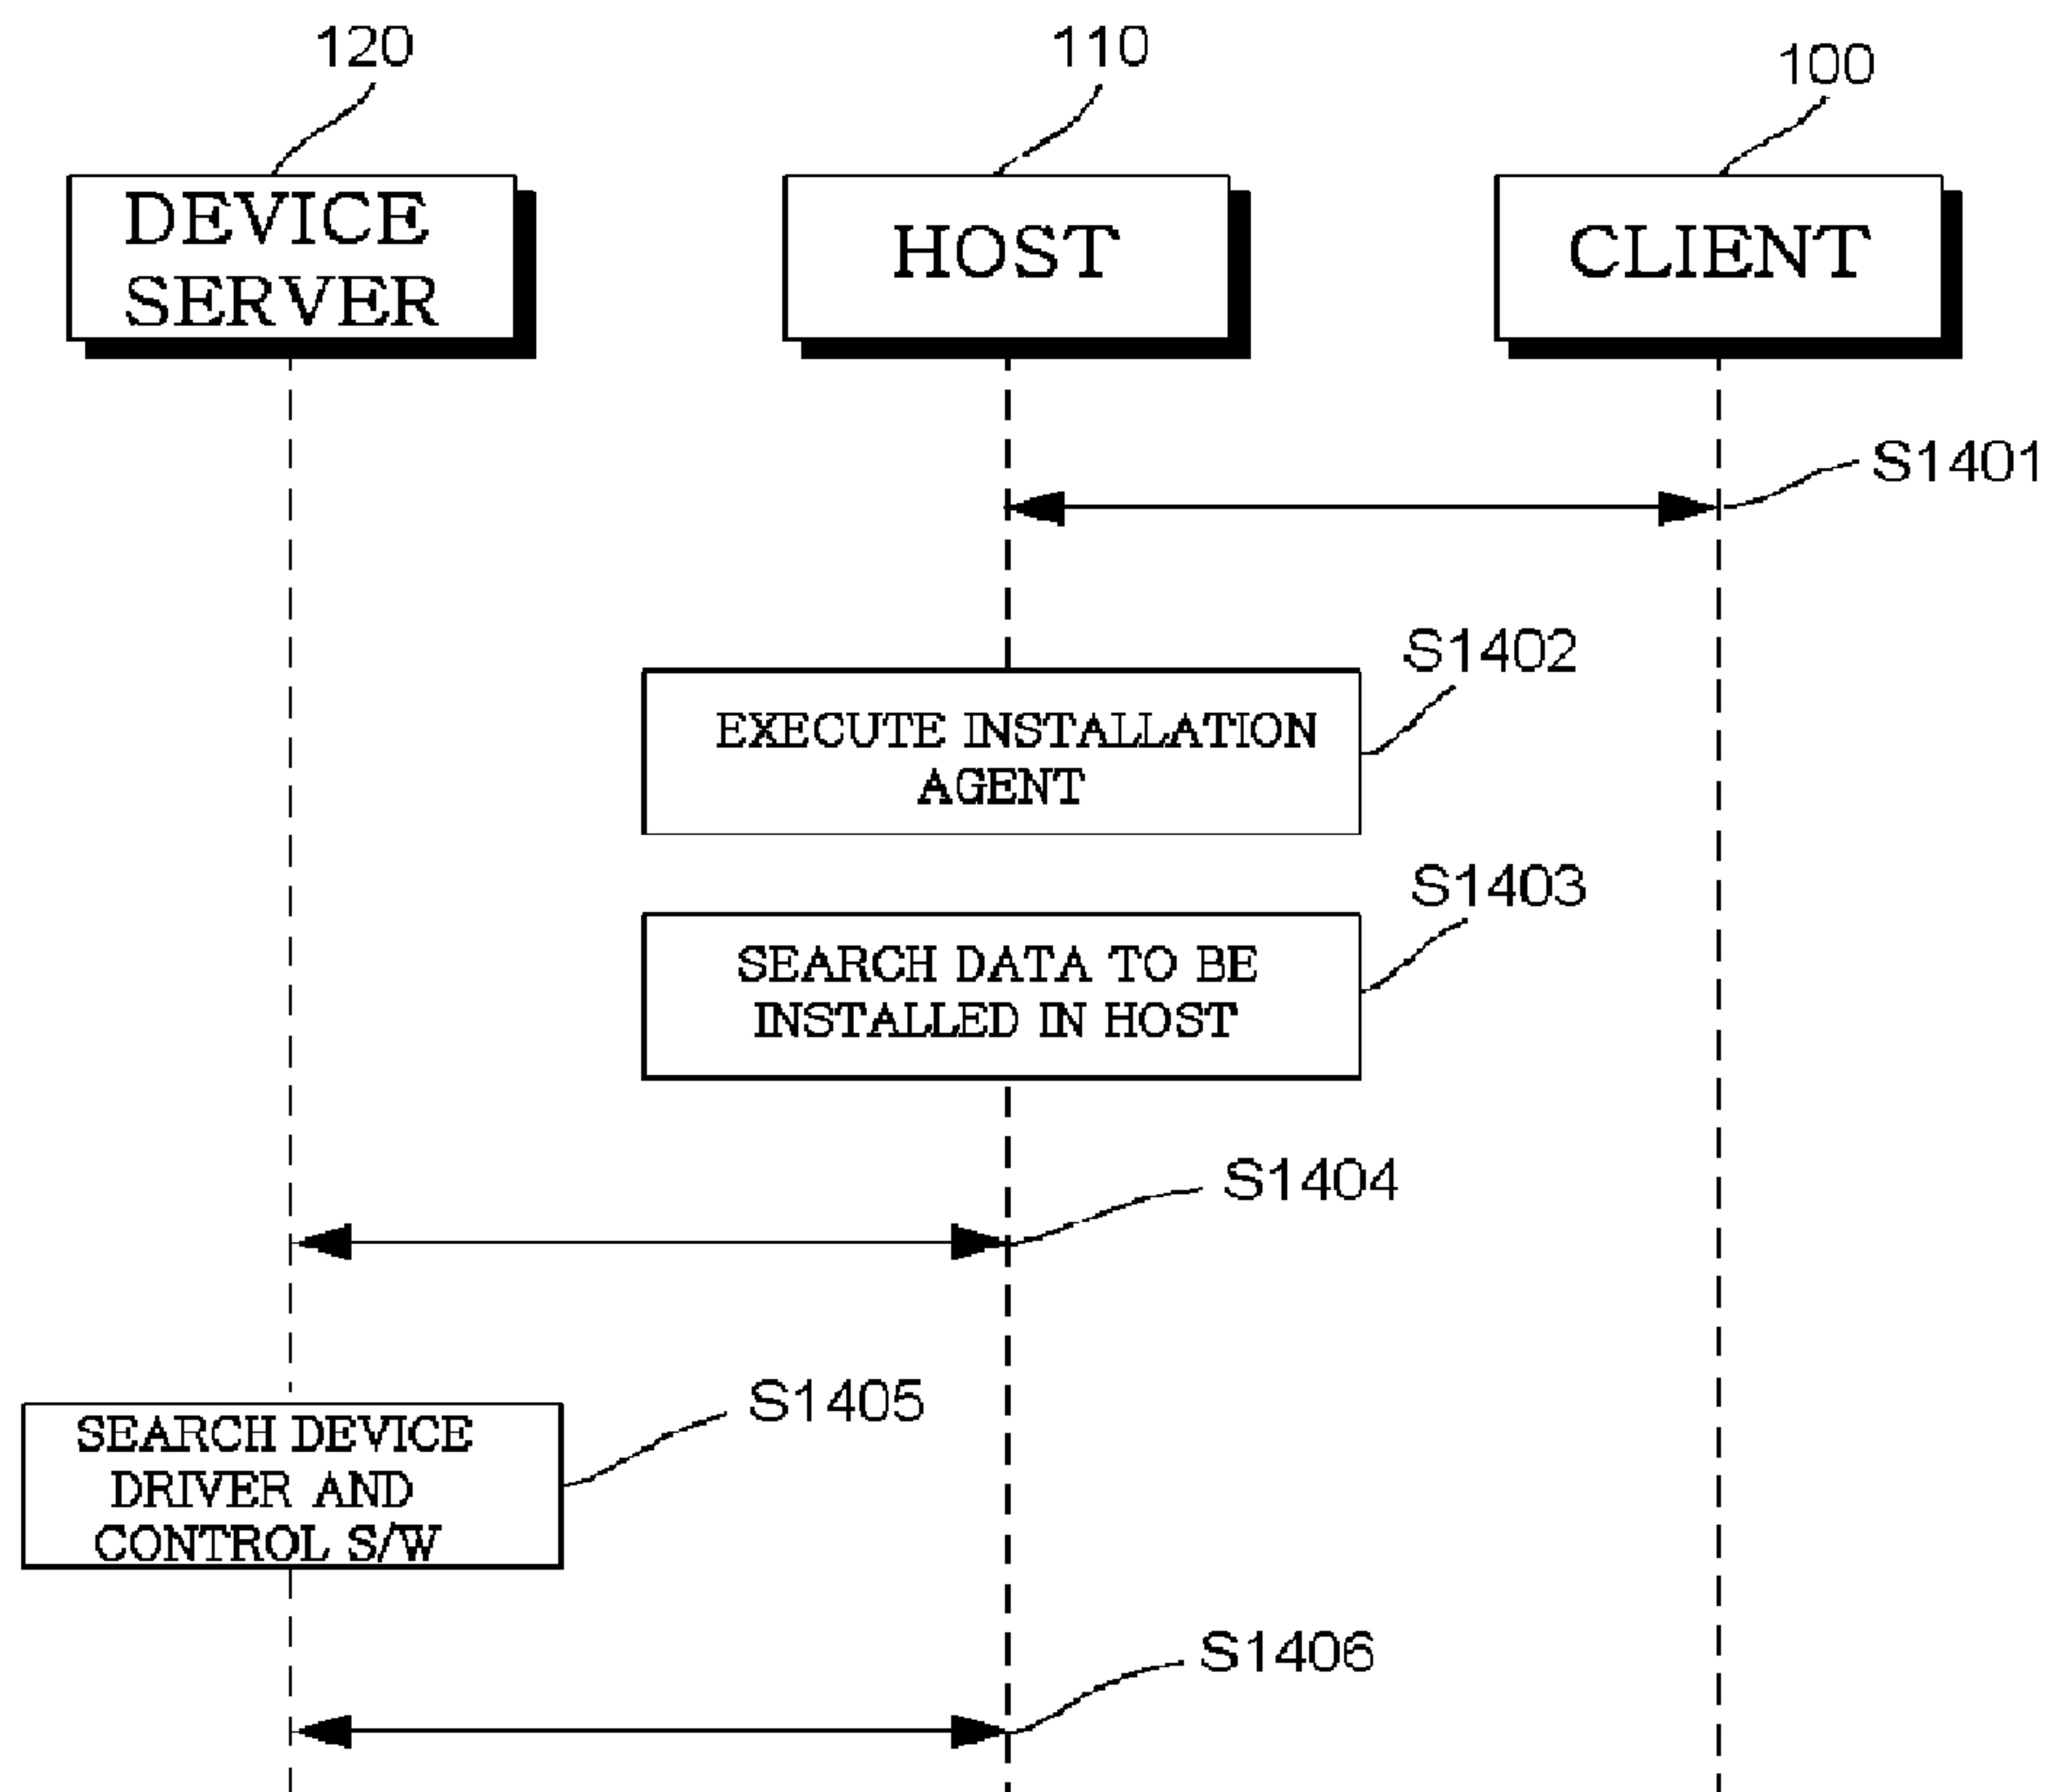 120
110
100
DEVICE
SERVER
HOST
CLIENT
S1401
S1402
EXECUTE INSTALLATION
AGENT
S1403
SEARCH DATA TO BE
INSTALLED IN HOST
S1404
S1405
SEARCH DEVICE
DRIVER AND
CONTROL S/W
S1406